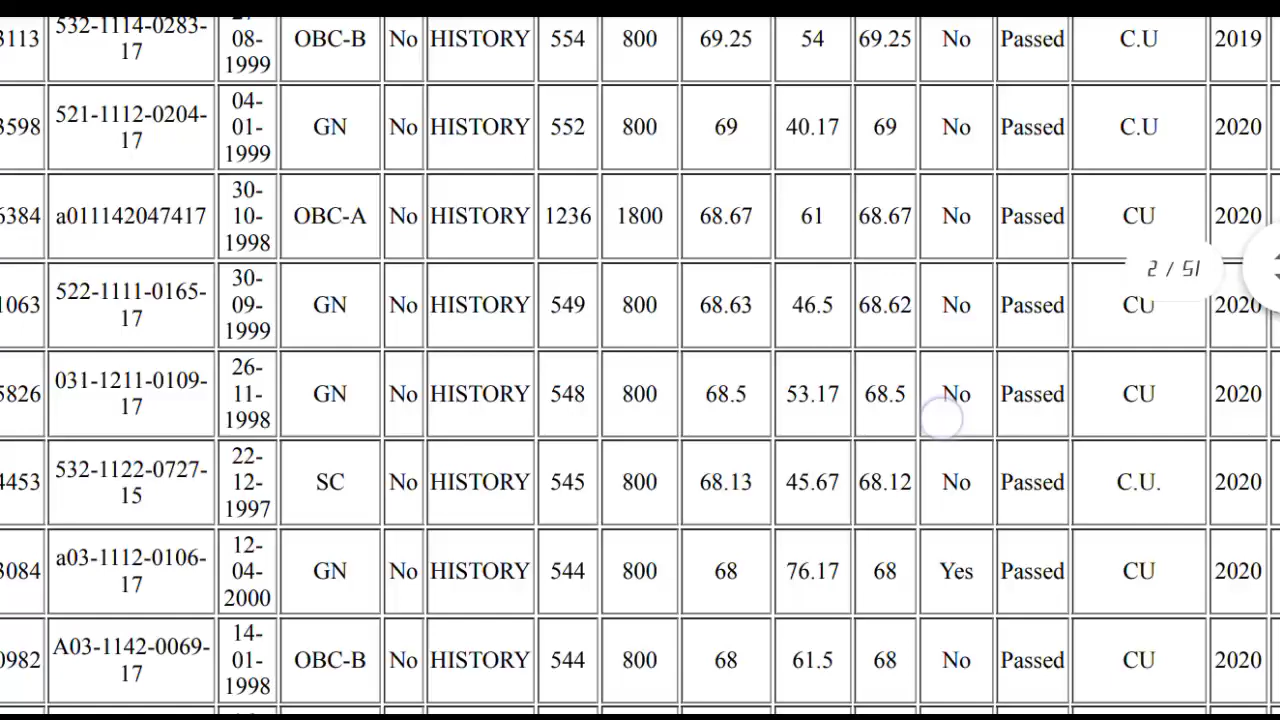 3113 532-1114-0283-17 08-1999 OBC-B No HISTORY 554 800 69.25 54 69.25 No Passed C.U 2019
3598 521-1112-0204-17 04-01-1999 GN No HISTORY 552 800 69 40.17 69 No Passed C.U 2020
6384 a011142047417 30-10-1998 OBC-A No HISTORY 1236 1800 68.67 61 68.67 No Passed CU 2020
2 / 51
1063 522-1111-0165-17 30-09-1999 GN No HISTORY 549 800 68.63 46.5 68.62 No Passed CU 2020
5826 031-1211-0109-17 26-11-1998 GN No HISTORY 548 800 68.5 53.17 68.5 No Passed CU 2020
4453 532-1122-0727-15 22-12-1997 SC No HISTORY 545 800 68.13 45.67 68.12 No Passed C.U. 2020
3084 a03-1112-0106-17 12-04-2000 GN No HISTORY 544 800 68 76.17 68 Yes Passed CU 2020
0982 A03-1142-0069-17 14-01-1998 OBC-B No HISTORY 544 800 68 61.5 68 No Passed CU 2020